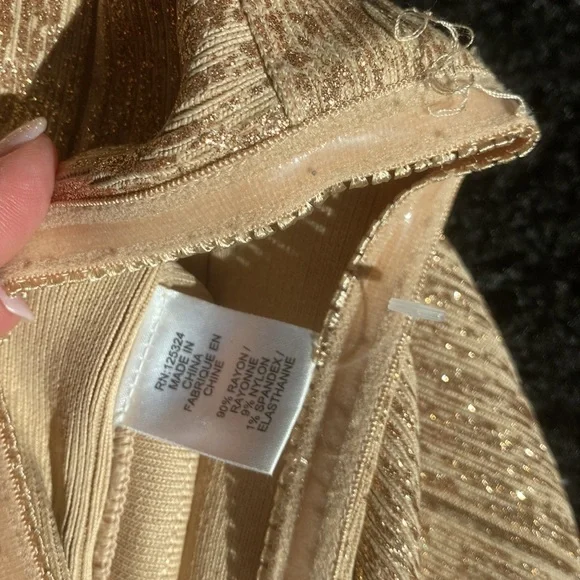 RN:125324
MADE IN
CHINA
FABRIQUE EN
CHINE
90% RAYON /
RAYONNE
9% NYLON
1% SPANDEX /
ELASTHANNE